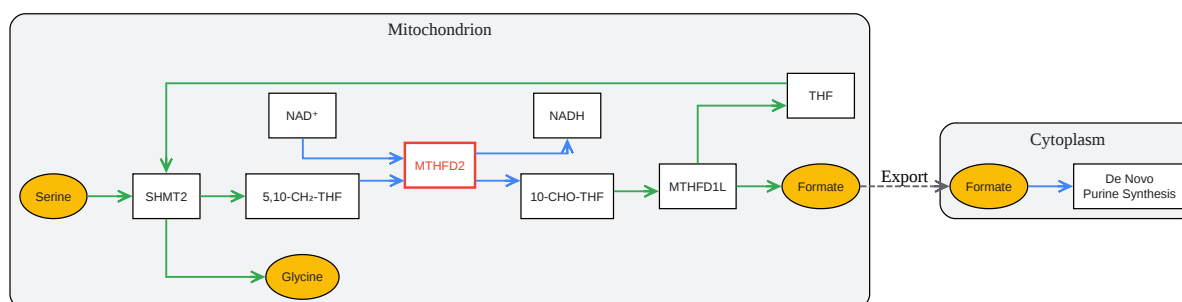 Mitochondrion
THF
NAD⁺
NADH
Cytoplasm
MTHFD2
Serine
SHMT2
5,10-CH₂-THF
10-CHO-THF
MTHFD1L
Formate
Export
Formate
De Novo
Purine Synthesis
Glycine